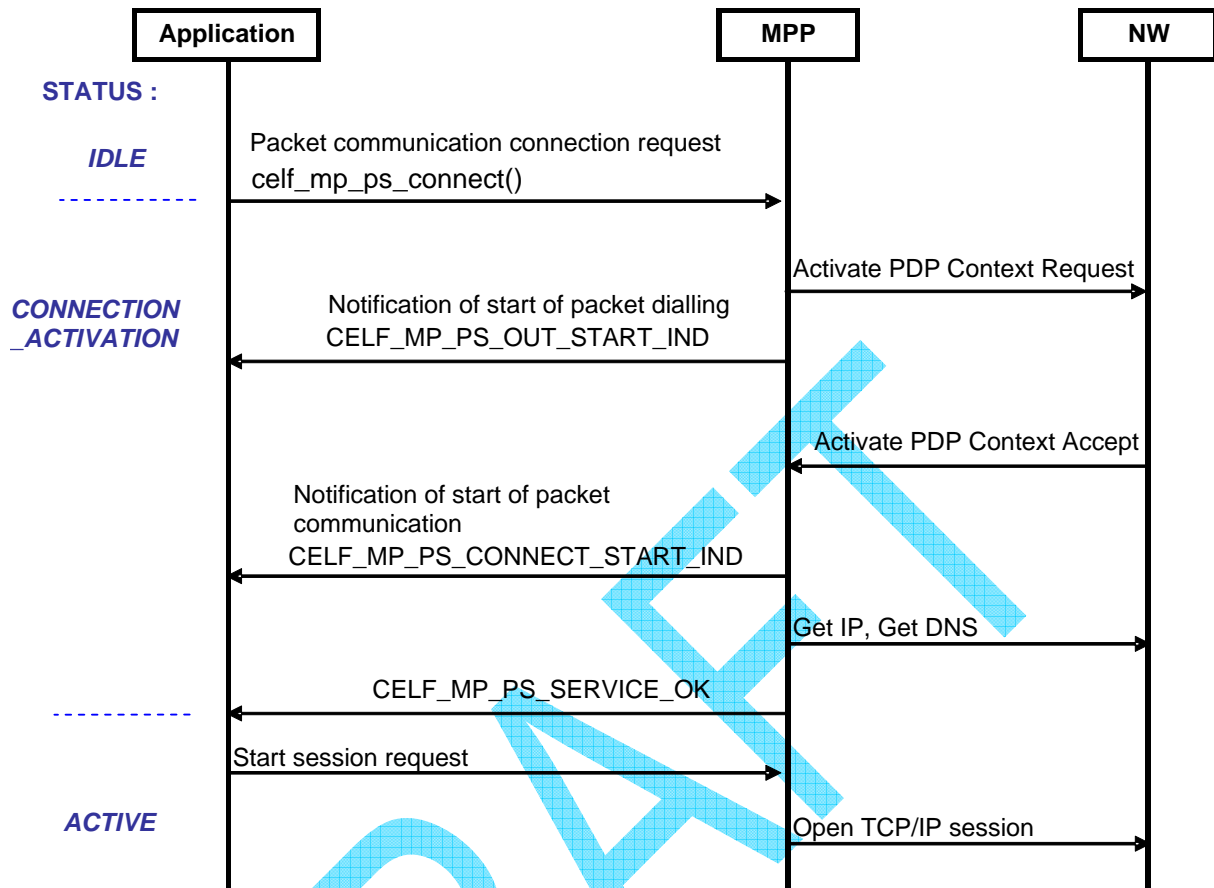 Application
MPP
NW
STATUS :
IDLE
Packet communication connection request
celf_mp_ps_connect()
Activate PDP Context Request
CONNECTION
_ACTIVATION
Notification of start of packet dialling
CELF_MP_PS_OUT_START_IND
Activate PDP Context Accept
Notification of start of packet
communication
CELF_MP_PS_CONNECT_START_IND
Get IP, Get DNS
CELF_MP_PS_SERVICE_OK
Start session request
ACTIVE
Open TCP/IP session